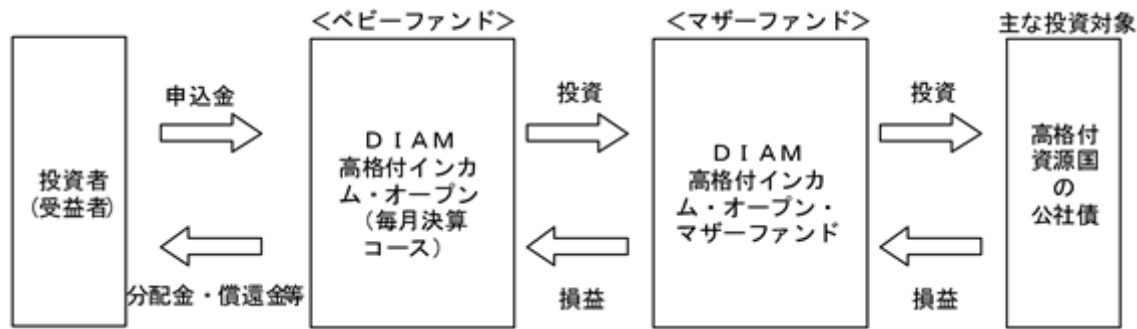 ＜ベビーファンド＞
＜マザーファンド＞
主な投資対象
申込金
投資
投資
投資者
(受益者)
ＤＩＡＭ
高格付インカ
ム・オープン
（毎月決算
コース）
ＤＩＡＭ
高格付インカ
ム・オープン・
マザーファンド
高格付
資源国
の
公社債
分配金・償還金等
損益
損益